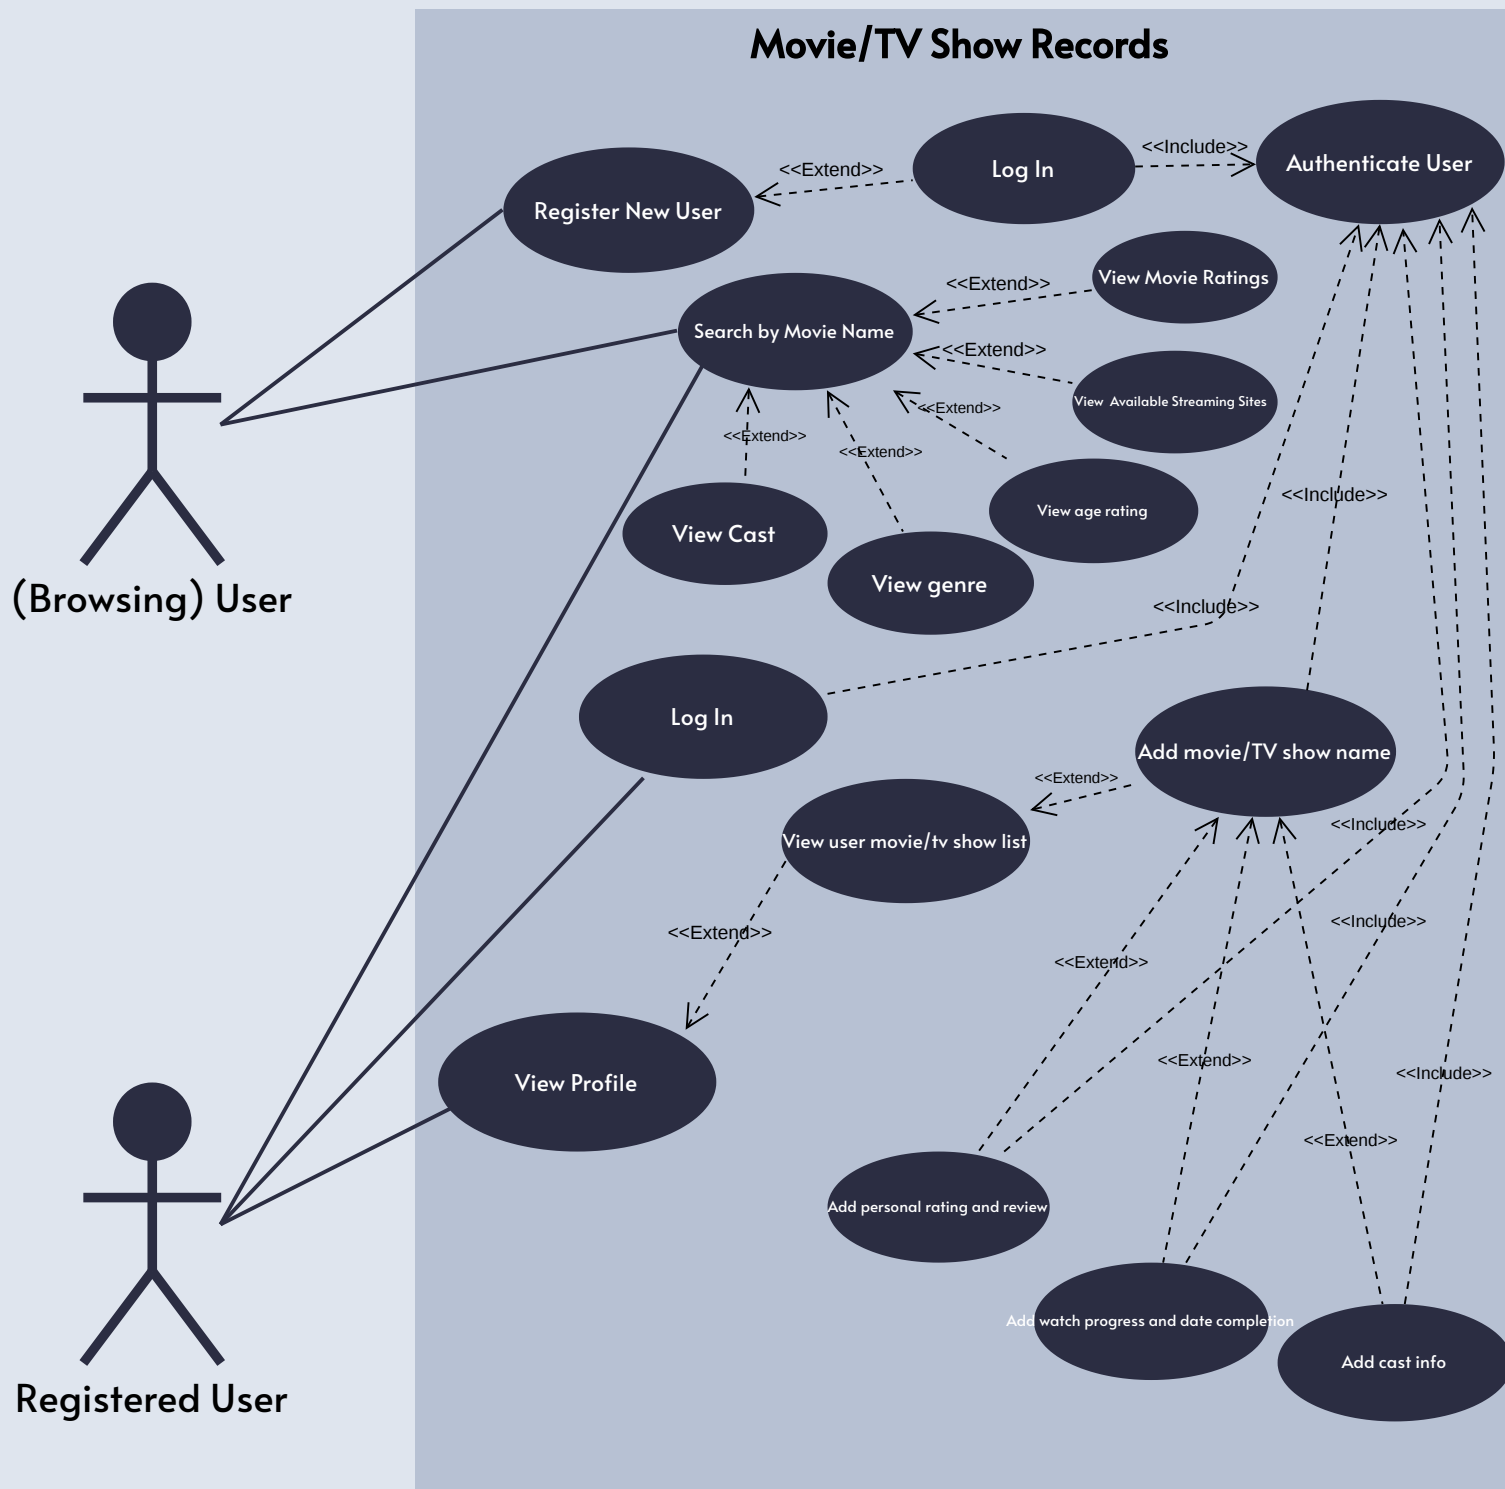 Movie/TV Show Records
<<Include>>
Log In
Authenticate User
<<Extend>>
Register New User
View Movie Ratings
<<Extend>>
Search by Movie Name
<<Extend>>
View  Available Streaming Sites
<<Extend>>
<<Extend>>
<<Extend>>
<<Include>>
View age rating
View Cast
View genre
(Browsing) User
<<Include>>
Log In
Add movie/TV show name
<<Extend>>
<<Include>>
View user movie/tv show list
<<Include>>
<<Extend>>
<<Extend>>
<<Extend>>
<<Include>>
View Profile
<<Extend>>
Add personal rating and review
Add watch progress and date completion
Add cast info
Registered User